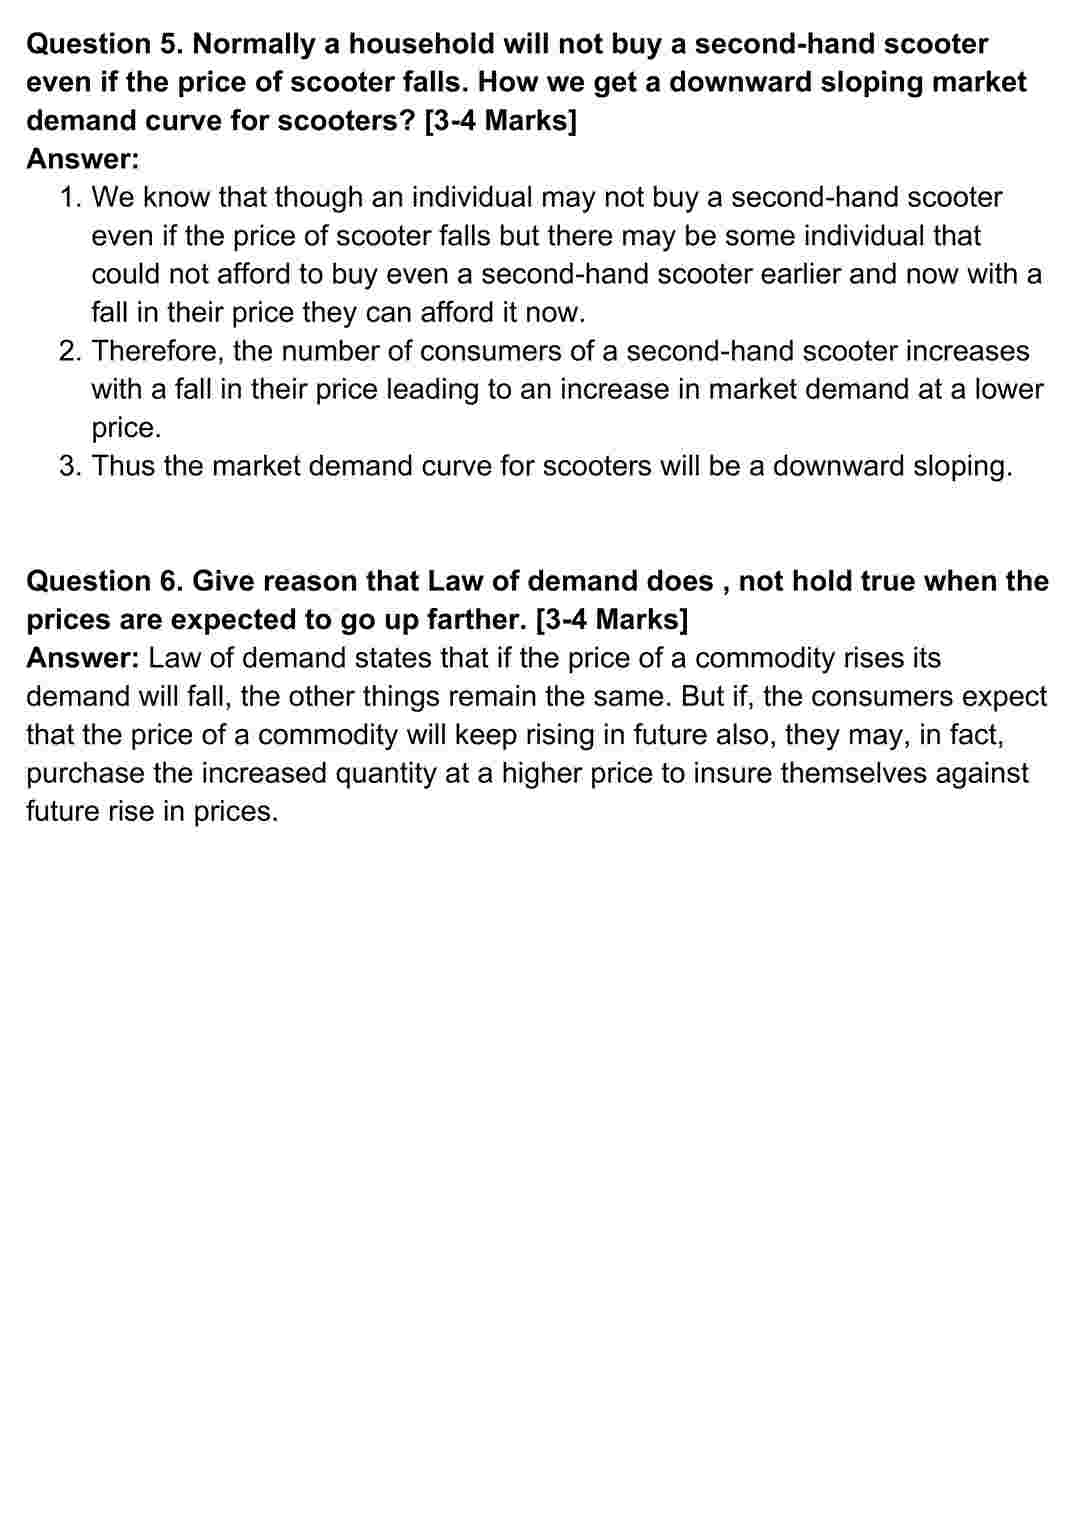 Question 5. Normally a household will not buy a second-hand scooter
even if the price of scooter falls. How we get a downward sloping market
demand curve for scooters? [3-4 Marks]
Answer:
1. We know that though an individual may not buy a second-hand scooter
even if the price of scooter falls but there may be some individual that
could not afford to buy even a second-hand scooter earlier and now with a
fall in their price they can afford it now.
2. Therefore, the number of consumers of a second-hand scooter increases
with a fall in their price leading to an increase in market demand at a lower
price.
3. Thus the market demand curve for scooters will be a downward sloping.
Question 6. Give reason that Law of demand does , not hold true when the
prices are expected to go up farther. [3-4 Marks]
Answer: Law of demand states that if the price of a commodity rises its
demand will fall, the other things remain the same. But if, the consumers expect
that the price of a commodity will keep rising in future also, they may, in fact,
purchase the increased quantity at a higher price to insure themselves against
future rise in prices.